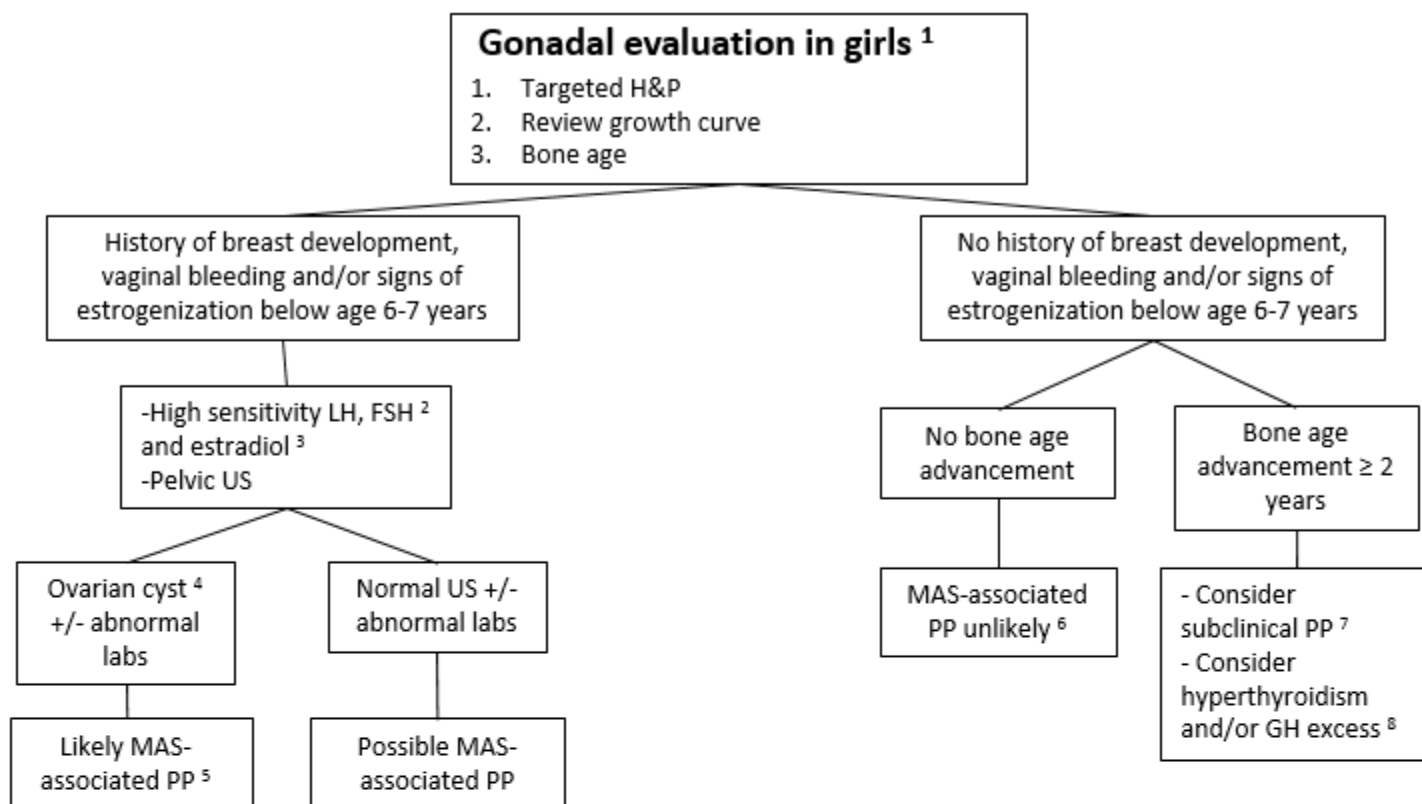 Gonadal evaluation in girls ¹
1. Targeted H&P
2. Review growth curve
3. Bone age
History of breast development,
vaginal bleeding and/or signs of
estrogenization below age 6-7 years
No history of breast development,
vaginal bleeding and/or signs of
estrogenization below age 6-7 years
-High sensitivity LH, FSH ²
and estradiol ³
-Pelvic US
No bone age
advancement
Bone age
advancement ≥ 2
years
Ovarian cyst ⁴
+/- abnormal
labs
Normal US +/-
abnormal labs
MAS-associated
PP unlikely ⁶
- Consider
subclinical PP ⁷
- Consider
hyperthyroidism
and/or GH excess ⁸
Likely MAS-
associated PP ⁵
Possible MAS-
associated PP